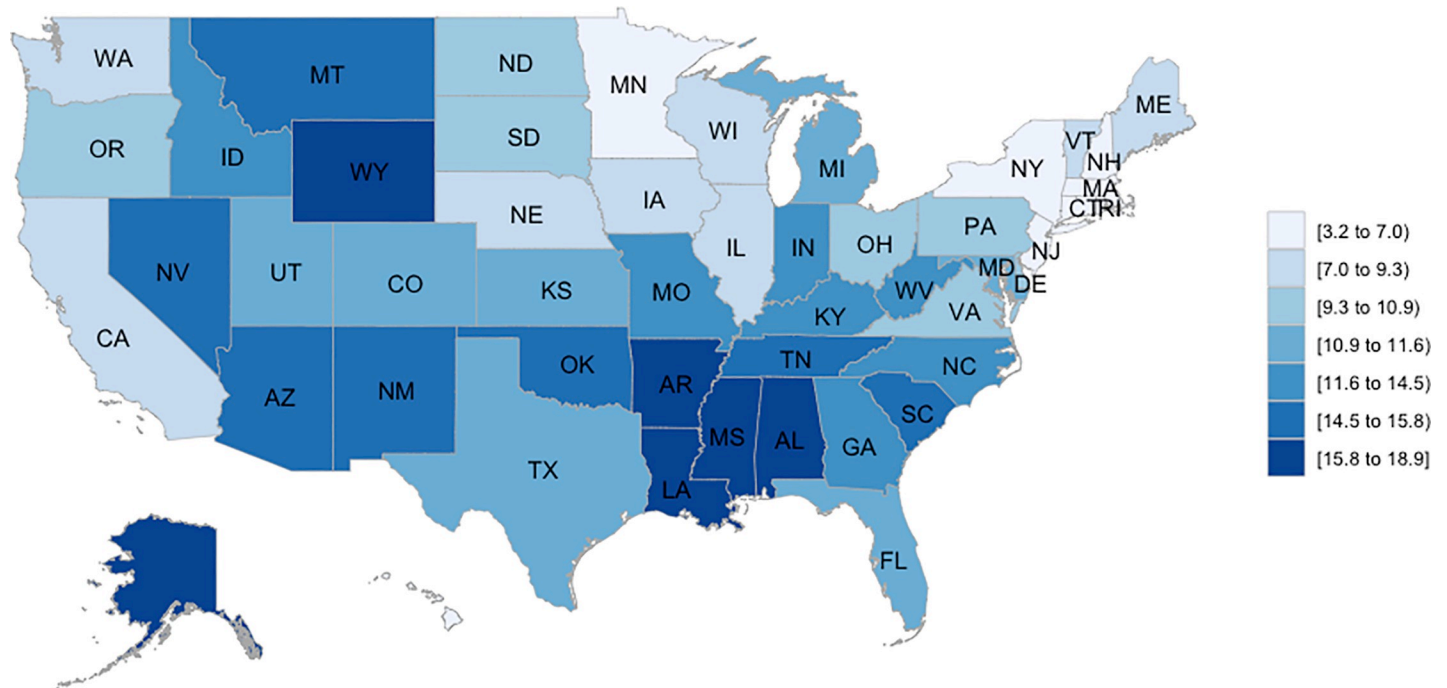 WA
MT
ND
MN
OR
ID
WY
SD
WI
MI
ME
VT
NH
NY
MA
CT
RI
NV
UT
CO
NE
IA
IL
IN
OH
PA
NJ
MD
DE
CA
KS
MO
KY
WV
VA
AZ
NM
OK
AR
TN
NC
TX
LA
MS
AL
GA
SC
FL
[3.2 to 7.0)
[7.0 to 9.3)
[9.3 to 10.9)
[10.9 to 11.6)
[11.6 to 14.5)
[14.5 to 15.8)
[15.8 to 18.9]